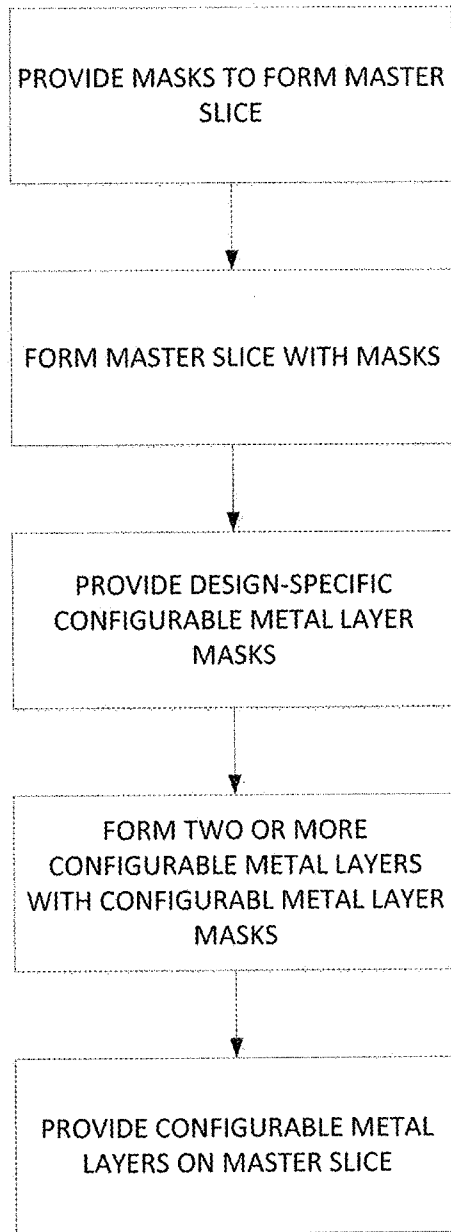 PROVIDE MASKS TO FORM MASTER
SLICE
FORM MASTER SLICE WITH MASKS
PROVIDE DESIGN-SPECIFIC
CONFIGURABLE METAL LAYER
MASKS
FORM TWO OR MORE
CONFIGURABLE METAL LAYERS
WITH CONFIGURABL METAL LAYER
MASKS
PROVIDE CONFIGURABLE METAL
LAYERS ON MASTER SLICE